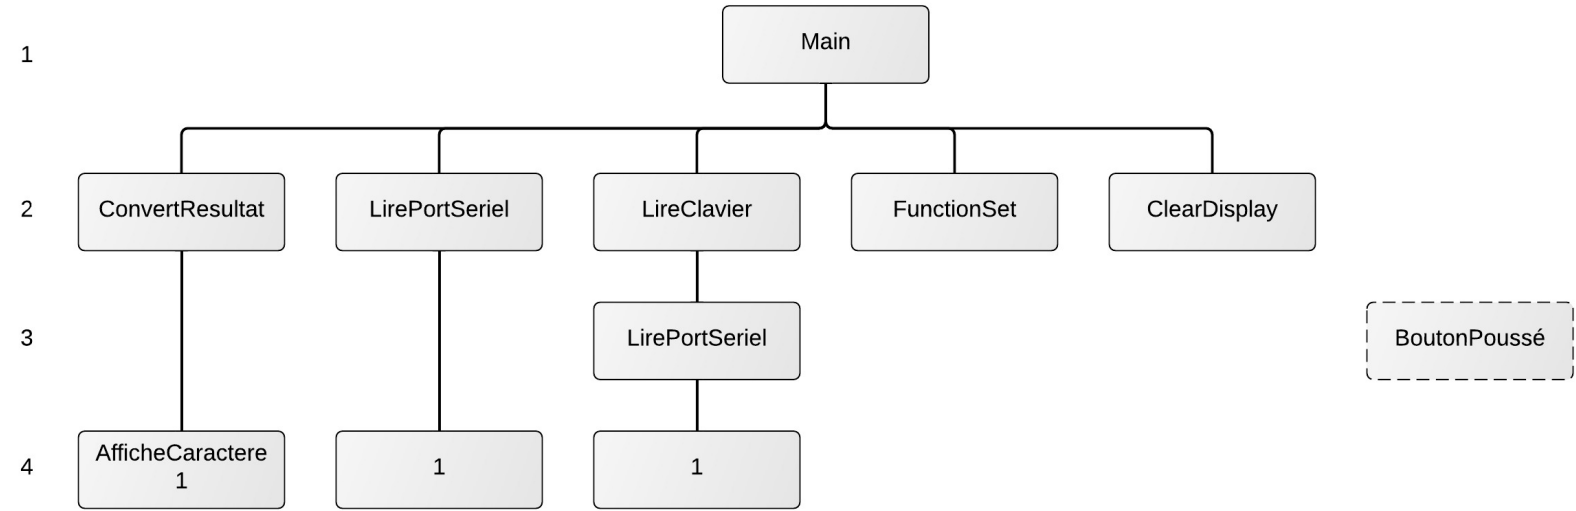 1
Main
2
ConvertResultat
LirePortSeriel
LireClavier
FunctionSet
ClearDisplay
3
LirePortSeriel
BoutonPoussé
4
AfficheCaractere
1
1
1